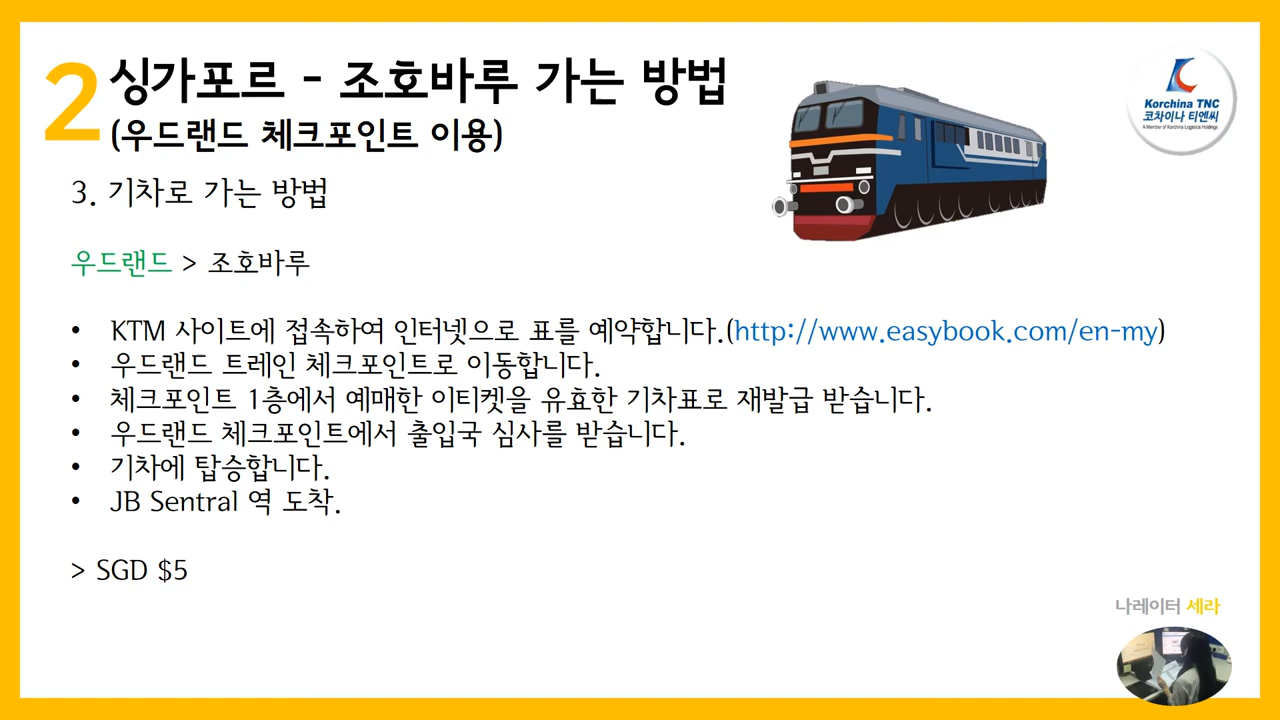 2
싱가포르 - 조호바루 가는 방법
(우드랜드 체크포인트 이용)
Korchina TNC
코차이나 티엔씨
A Member of Korchina Logistics Holdings
3. 기차로 가는 방법
우드랜드 > 조호바루
• KTM 사이트에 접속하여 인터넷으로 표를 예약합니다.(http://www.easybook.com/en-my)
• 우드랜드 트레인 체크포인트로 이동합니다.
• 체크포인트 1층에서 예매한 이티켓을 유효한 기차표로 재발급 받습니다.
• 우드랜드 체크포인트에서 출입국 심사를 받습니다.
• 기차에 탑승합니다.
• JB Sentral 역 도착.
> SGD $5
나레이터 세라